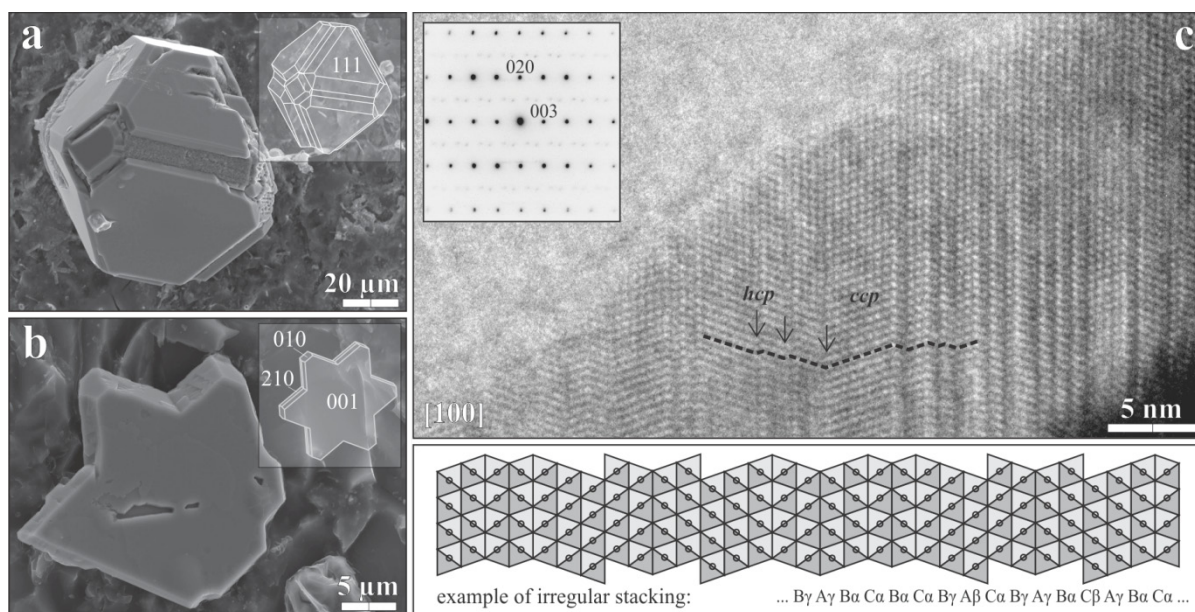 a
111
20 µm
b
010
210
001
5 µm
c
020
003
hcp
ccp
[100]
5 nm
example of irregular stacking:
... Bγ Aγ Bα Cα Bα Cα Bγ Aβ Cα Bγ Aγ Bα Cβ Aγ Bα Cα ...